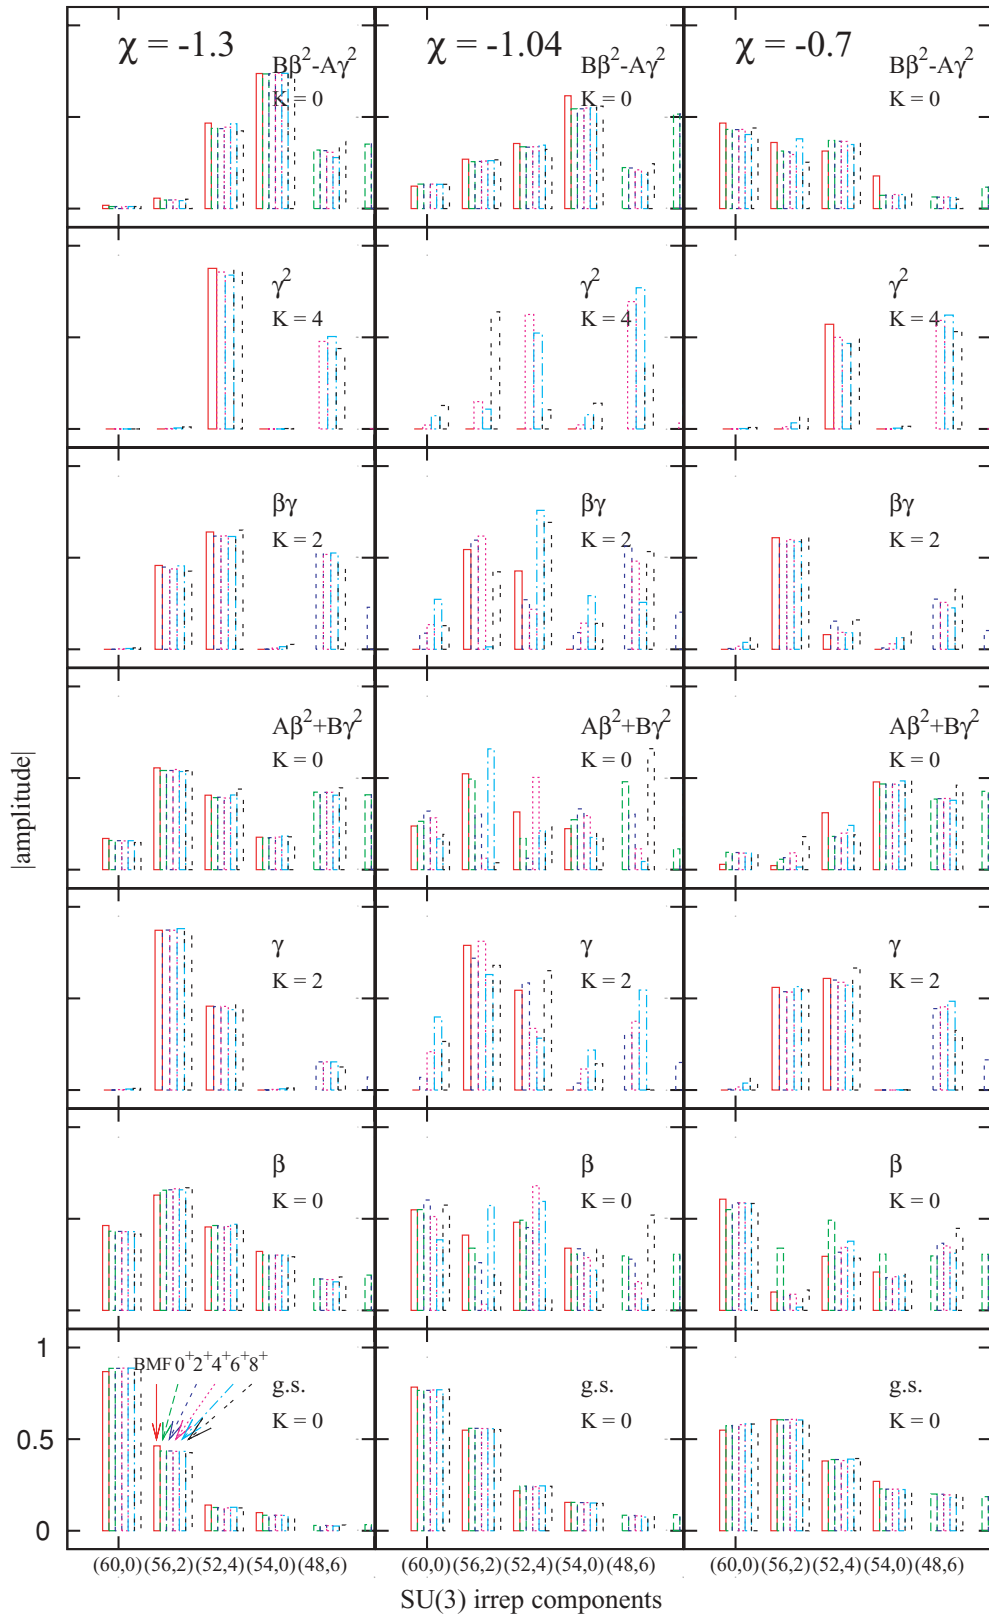 χ = -1.3
χ = -1.04
χ = -0.7
Bβ²-Aγ²
K = 0
Bβ²-Aγ²
K = 0
Bβ²-Aγ²
K = 0
γ²
K = 4
γ²
K = 4
γ²
K = 4
βγ
K = 2
βγ
K = 2
βγ
K = 2
Aβ²+Bγ²
K = 0
Aβ²+Bγ²
K = 0
Aβ²+Bγ²
K = 0
|amplitude|
γ
K = 2
γ
K = 2
γ
K = 2
β
K = 0
β
K = 0
β
K = 0
1
0.5
0
BMF 0⁺ 2⁺ 4⁺ 6⁺ 8⁺
g.s.
K = 0
g.s.
K = 0
g.s.
K = 0
(60,0) (56,2) (52,4) (54,0) (48,6)
(60,0) (56,2) (52,4) (54,0) (48,6)
(60,0) (56,2) (52,4) (54,0) (48,6)
SU(3) irrep components